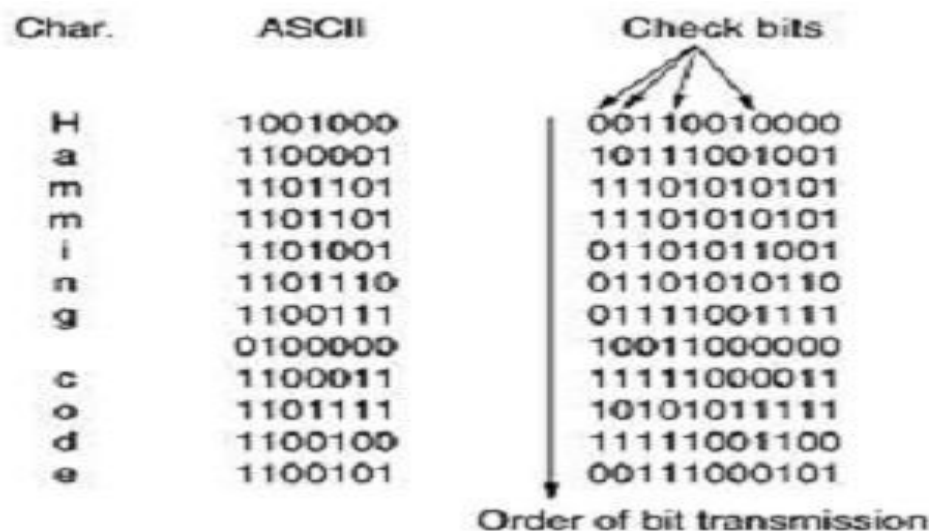 Char. ASCII Check bits
H 1001000 00110010000
a 1100001 10111001001
m 1101101 11101010101
m 1101101 11101010101
i 1101001 01101011001
n 1101110 01101010110
g 1100111 01111001111
0100000 10011000000
c 1100011 11111000011
o 1101111 10101011111
d 1100100 11111001100
e 1100101 00111000101
Order of bit transmission